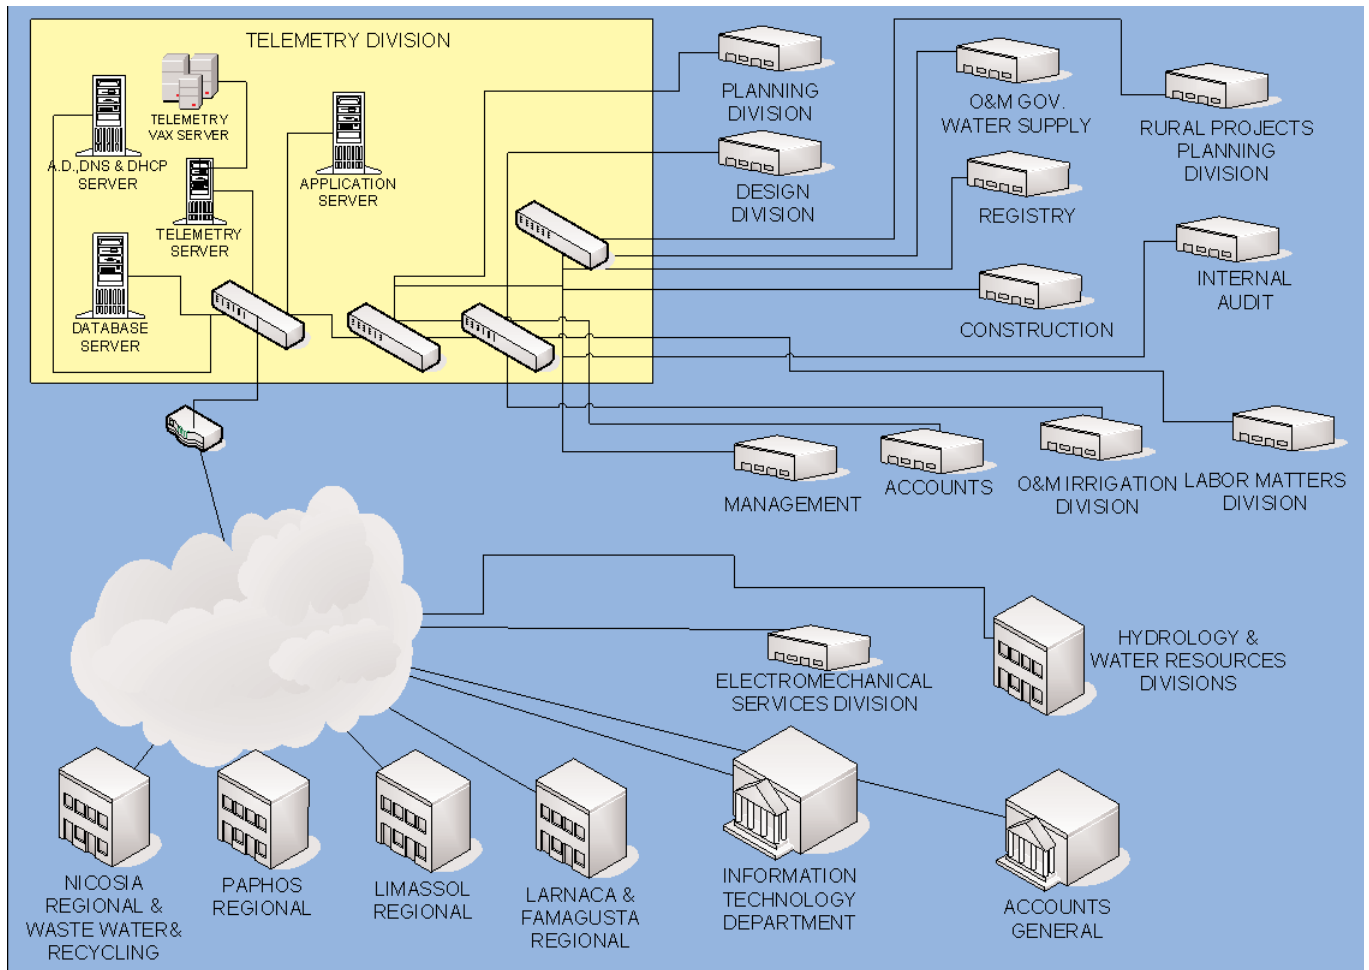 TELEMETRY DIVISION
TELEMETRY
VAX SERVER
A.D.,DNS & DHCP
SERVER
APPLICATION
SERVER
TELEMETRY
SERVER
DATABASE
SERVER
PLANNING
DIVISION
O&M GOV.
WATER SUPPLY
RURAL PROJECTS
PLANNING
DIVISION
DESIGN
DIVISION
REGISTRY
INTERNAL
AUDIT
CONSTRUCTION
MANAGEMENT
ACCOUNTS
O&M IRRIGATION
DIVISION
LABOR MATTERS
DIVISION
HYDROLOGY &
WATER RESOURCES
DIVISIONS
ELECTROMECHANICAL
SERVICES DIVISION
NICOSIA
REGIONAL &
WASTE WATER&
RECYCLING
PAPHOS
REGIONAL
LIMASSOL
REGIONAL
LARNACA &
FAMAGUSTA
REGIONAL
INFORMATION
TECHNOLOGY
DEPARTMENT
ACCOUNTS
GENERAL